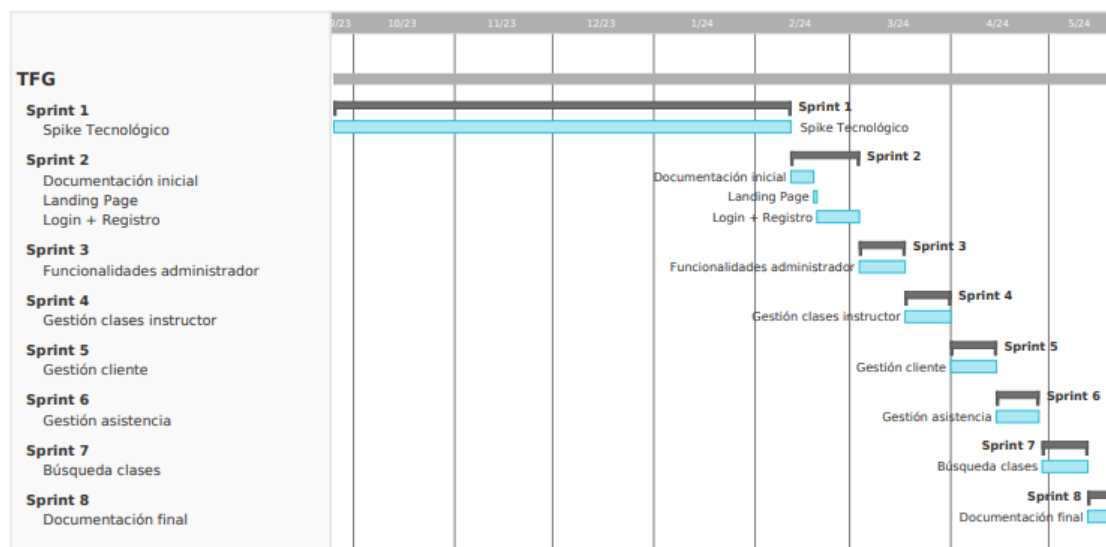 9/23 10/23 11/23 12/23 1/24 2/24 3/24 4/24 5/24
TFG
Sprint 1 Sprint 1
Spike Tecnológico Spike Tecnológico
Sprint 2 Sprint 2
Documentación inicial Documentación inicial
Landing Page Landing Page
Login + Registro Login + Registro
Sprint 3 Sprint 3
Funcionalidades administrador Funcionalidades administrador
Sprint 4 Sprint 4
Gestión clases instructor Gestión clases instructor
Sprint 5 Sprint 5
Gestión cliente Gestión cliente
Sprint 6 Sprint 6
Gestión asistencia Gestión asistencia
Sprint 7 Sprint 7
Búsqueda clases Búsqueda clases
Sprint 8 Sprint 8
Documentación final Documentación final